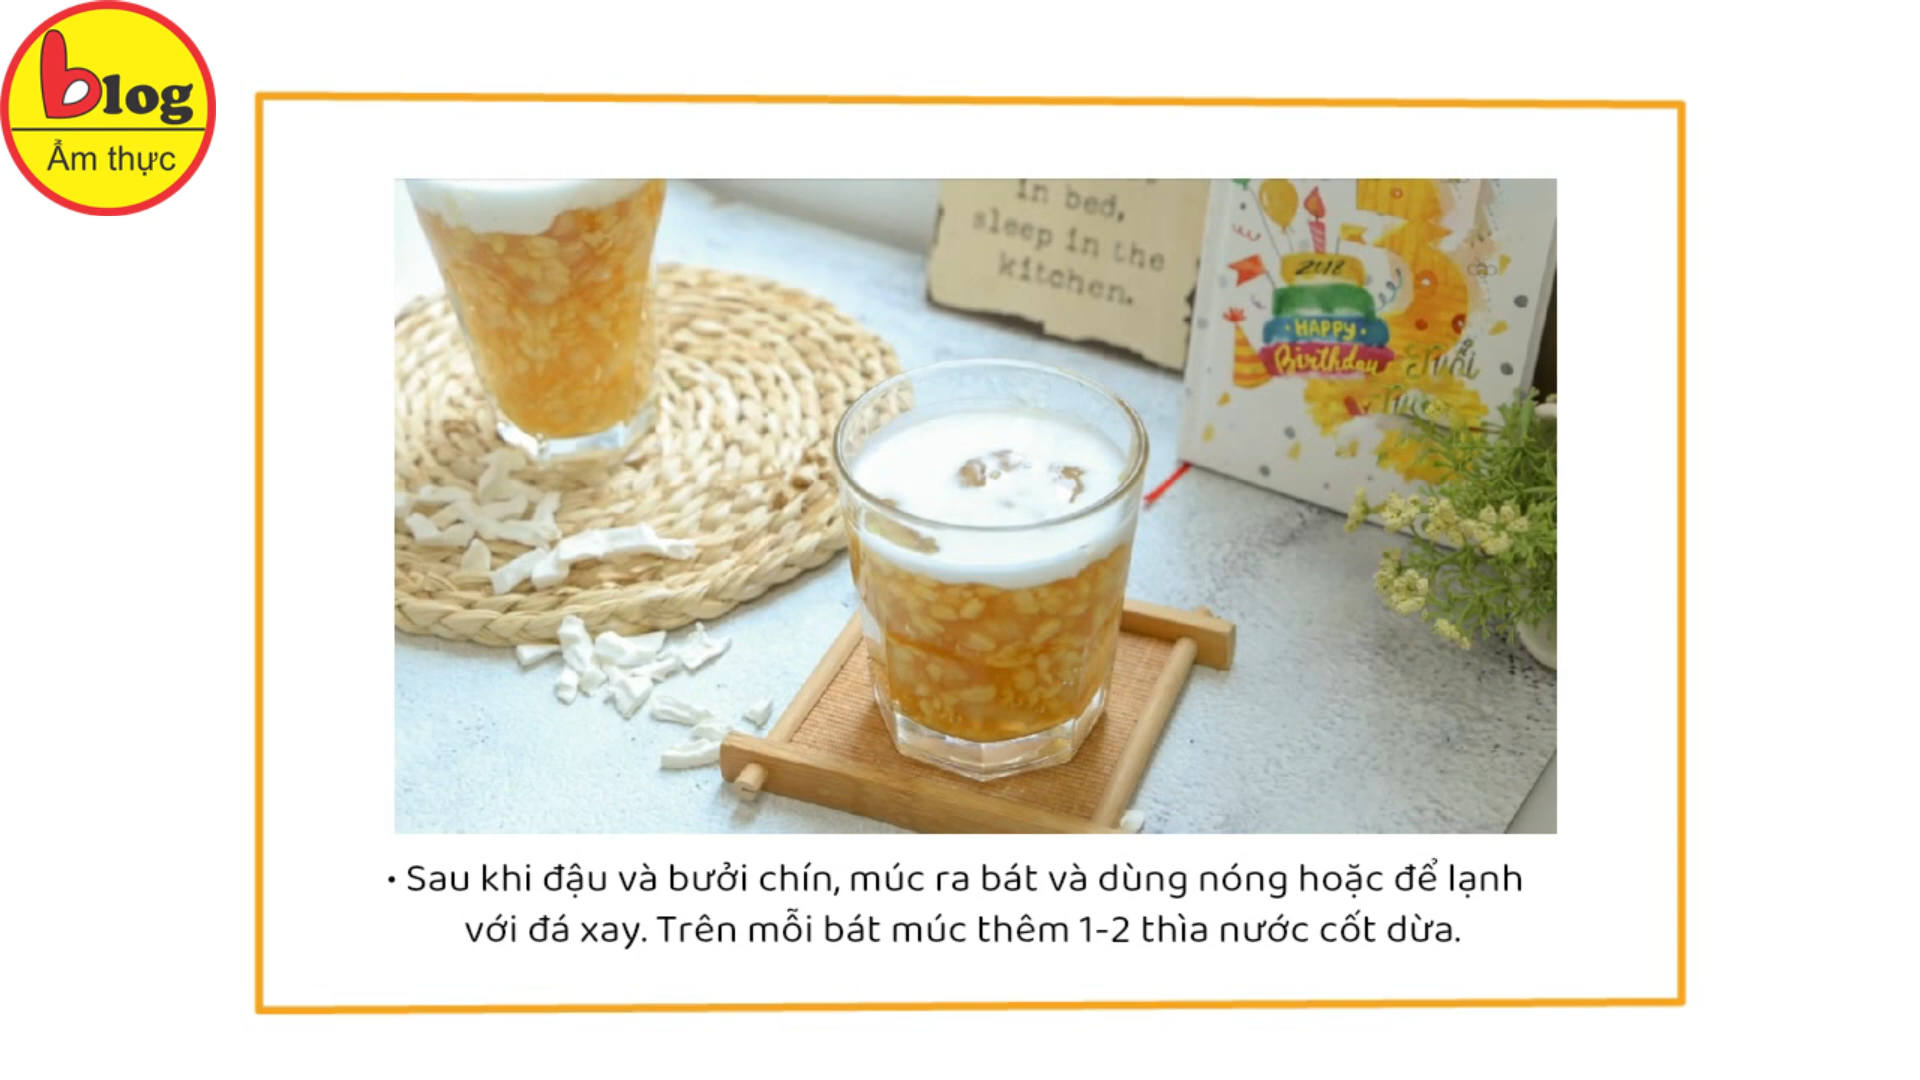 blog
Ẩm thực
in bed,
sleep in the
kitchen.
3
2018
HAPPY
Birthday
Tuổi
• Sau khi đậu và bưởi chín, múc ra bát và dùng nóng hoặc để lạnh
với đá xay. Trên mỗi bát múc thêm 1-2 thìa nước cốt dừa.